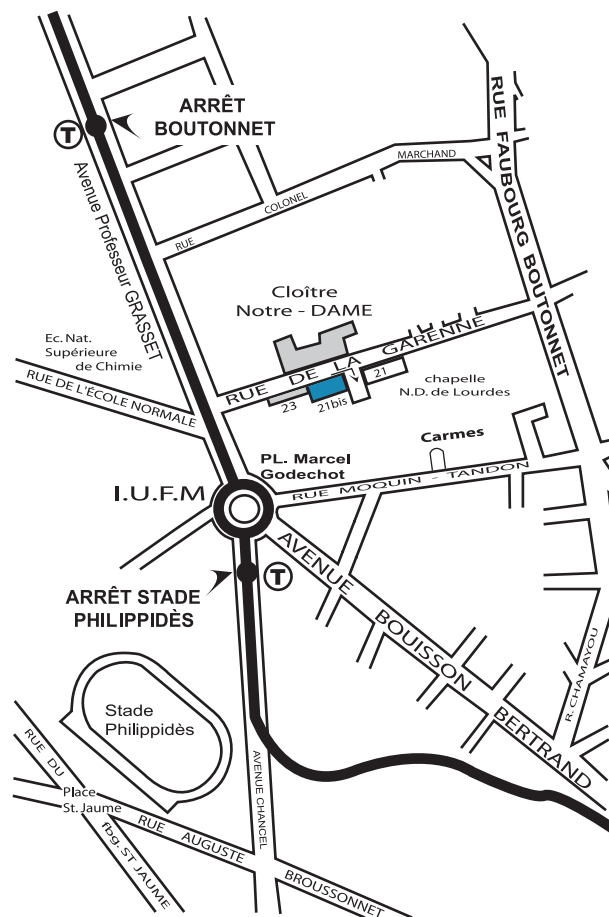 ARRÊT
BOUTONNET
T
Avenue Professeur GRASSET
RUE FAUBOURG BOUTONNET
RUE COLONEL MARCHAND
Cloître
Notre - DAME
Ec. Nat.
Supérieure
de Chimie
RUE DE L'ÉCOLE NORMALE
RUE DE LA GARENNE
23
21bis
21
chapelle
N.D. de Lourdes
PL. Marcel
Godechot
Carmes
I.U.F.M
RUE MOQUIN - TANDON
AVENUE BOUISSON BERTRAND
ARRÊT STADE
PHILIPPIDÈS
T
R. CHAMAYOU
Stade
Philippidès
AVENUE CHANCEL
RUE DU
Place
St. Jaume
fbg. ST JAUME
RUE AUGUSTE BROUSSONNET